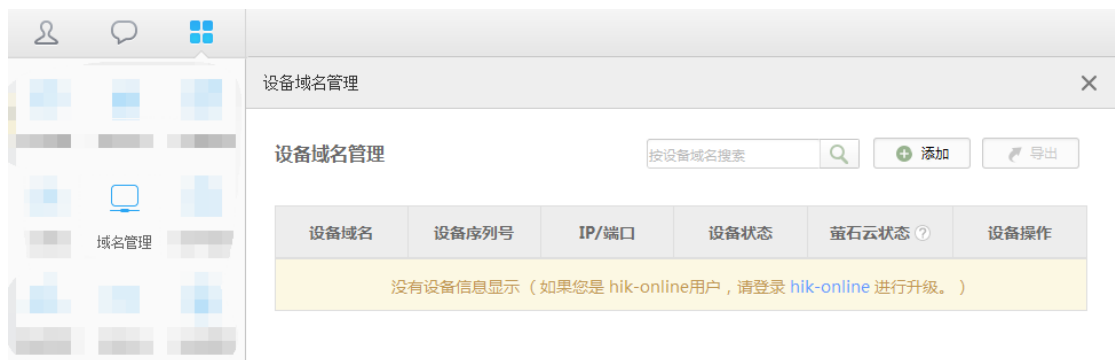 设备域名管理
设备域名管理
按设备域名搜索
添加
导出
设备域名 设备序列号 IP/端口 设备状态 萤石云状态 ? 设备操作
域名管理
没有设备信息显示（如果您是 hik-online用户，请登录 hik-online 进行升级。）